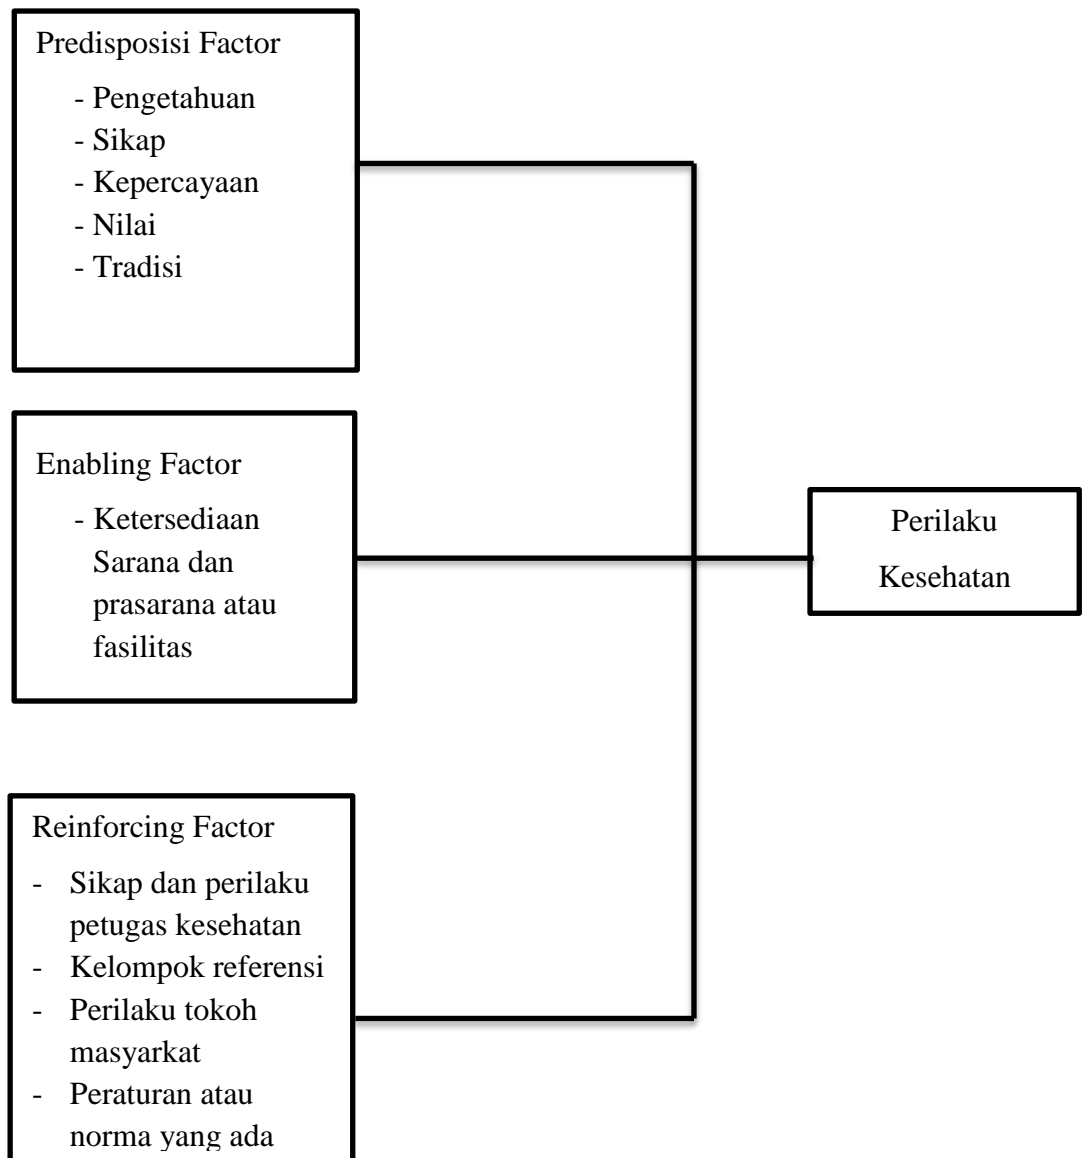 Predisposisi Factor
- Pengetahuan
- Sikap
- Kepercayaan
- Nilai
- Tradisi
Enabling Factor
- Ketersediaan
Sarana dan
prasarana atau
fasilitas
Perilaku
Kesehatan
Reinforcing Factor
- Sikap dan perilaku
petugas kesehatan
- Kelompok referensi
- Perilaku tokoh
masyarkat
- Peraturan atau
norma yang ada